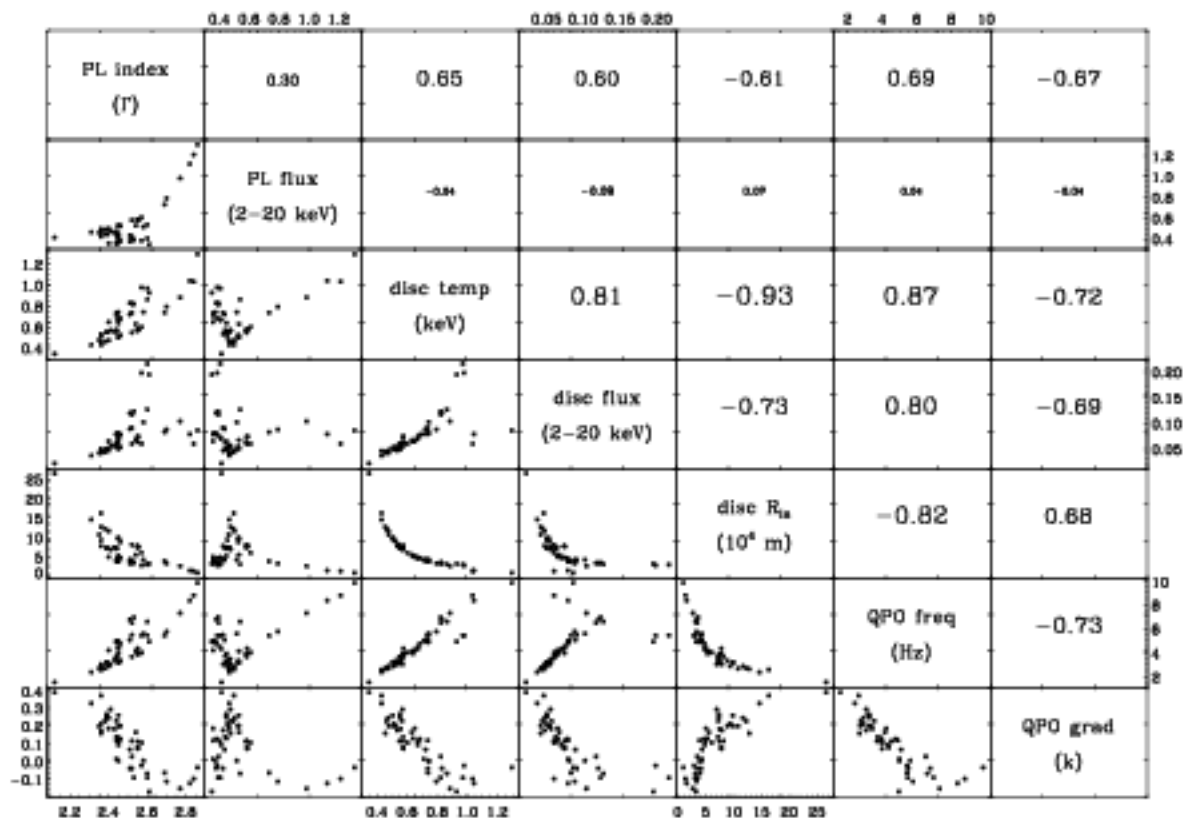 0.4 0.6 0.8 1.0 1.2 0.05 0.10 0.15 0.20 2 4 6 8 10
PL index 0.30 0.65 0.60 −0.61 0.69 −0.67
(Γ)
PL flux
(2−20 keV)
1.2
1.0
0.8
0.6
0.4
1.2
1.0
0.8
0.6
0.4
disc temp 0.81 −0.93 0.87 −0.72
(keV)
disc flux −0.73 0.80 −0.69
(2−20 keV)
0.20
0.15
0.10
0.05
25
20
15
10
5
0
disc R_in −0.82 0.68
(10⁶ m)
QPO freq −0.73
(Hz)
10
8
6
4
2
0.4
0.3
0.2
0.1
0.0
−0.1
QPO grad
(k)
2.2 2.4 2.6 2.8 0.4 0.6 0.8 1.0 1.2 0 5 10 15 20 25